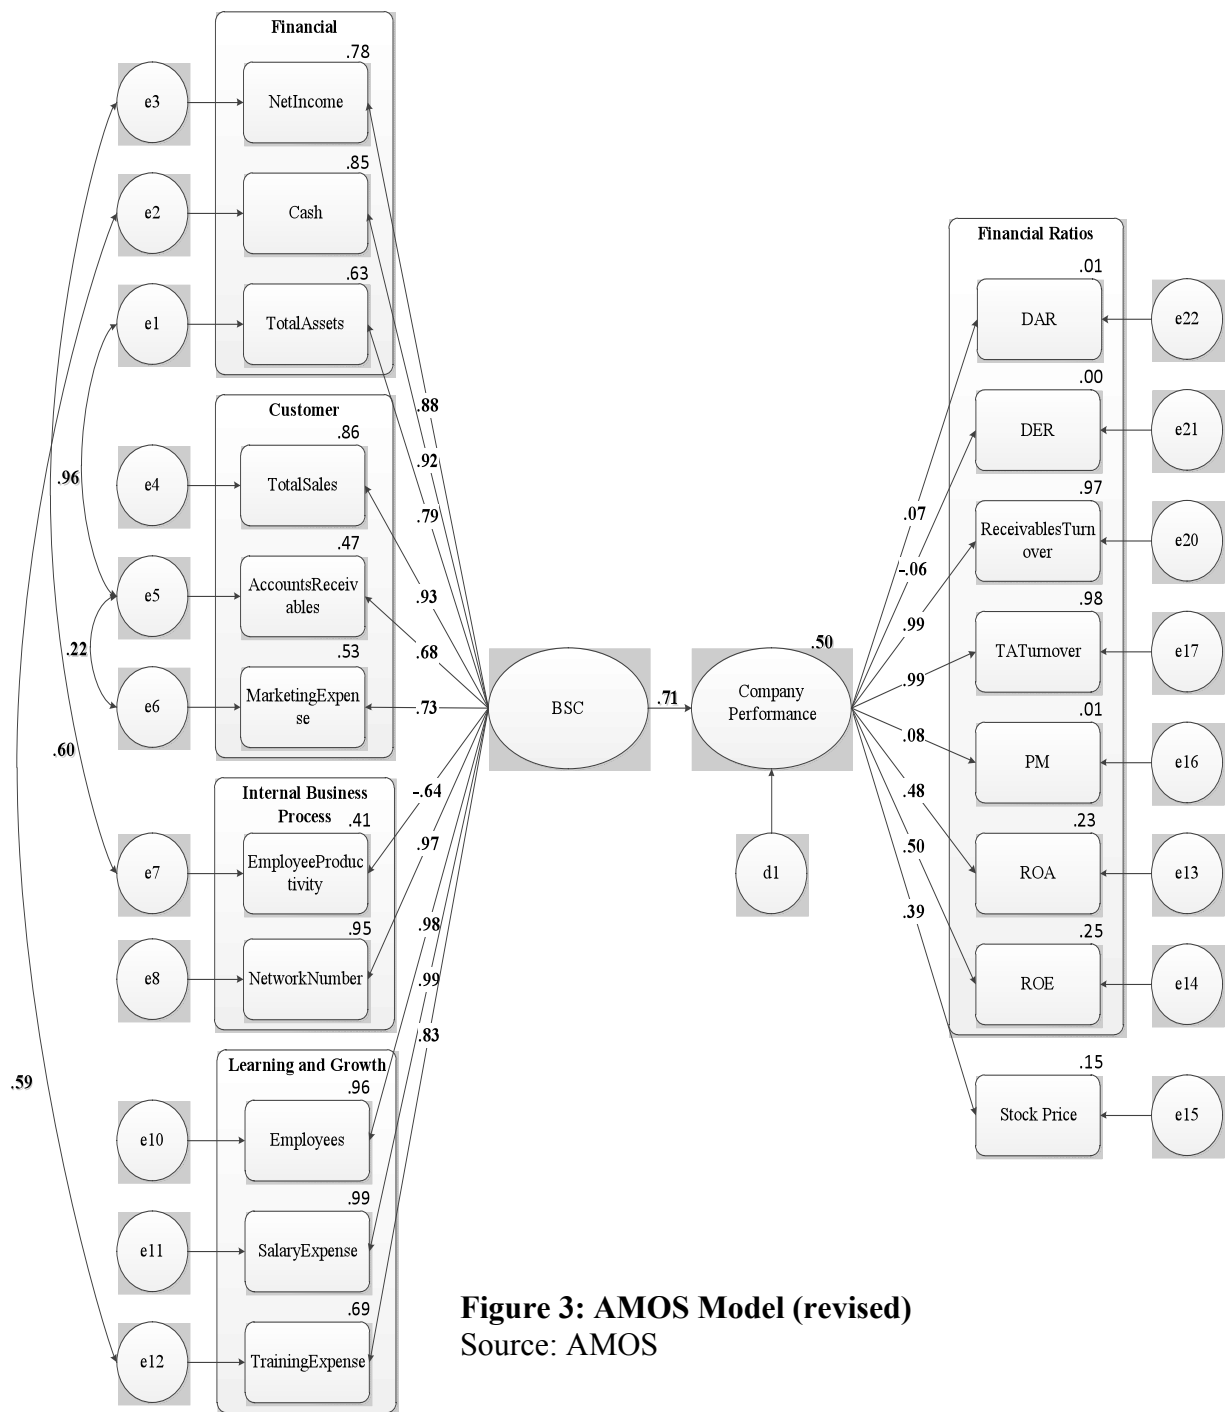 Financial
.78
e3
NetIncome
.85
e2
Cash
.63
e1
TotalAssets
Customer
.86
e4
TotalSales
.47
e5
AccountsReceiv
ables
.53
e6
MarketingExpen
se
Internal Business
Process
.41
e7
EmployeeProduc
tivity
.95
e8
NetworkNumber
Learning and Growth
.96
e10
Employees
.99
e11
SalaryExpense
.69
e12
TrainingExpense
.96
.22
.60
.59
.88
.92
.79
.93
.68
.73
-.64
.97
.98
.99
.83
BSC
.71
.50
Company
Performance
d1
.07
-.06
.99
.99
.08
.48
.50
.39
Financial Ratios
.01
DAR
e22
.00
DER
e21
.97
ReceivablesTurn
over
e20
.98
TATurnover
e17
.01
PM
e16
.23
ROA
e13
.25
ROE
e14
.15
Stock Price
e15
Figure 3: AMOS Model (revised)
Source: AMOS